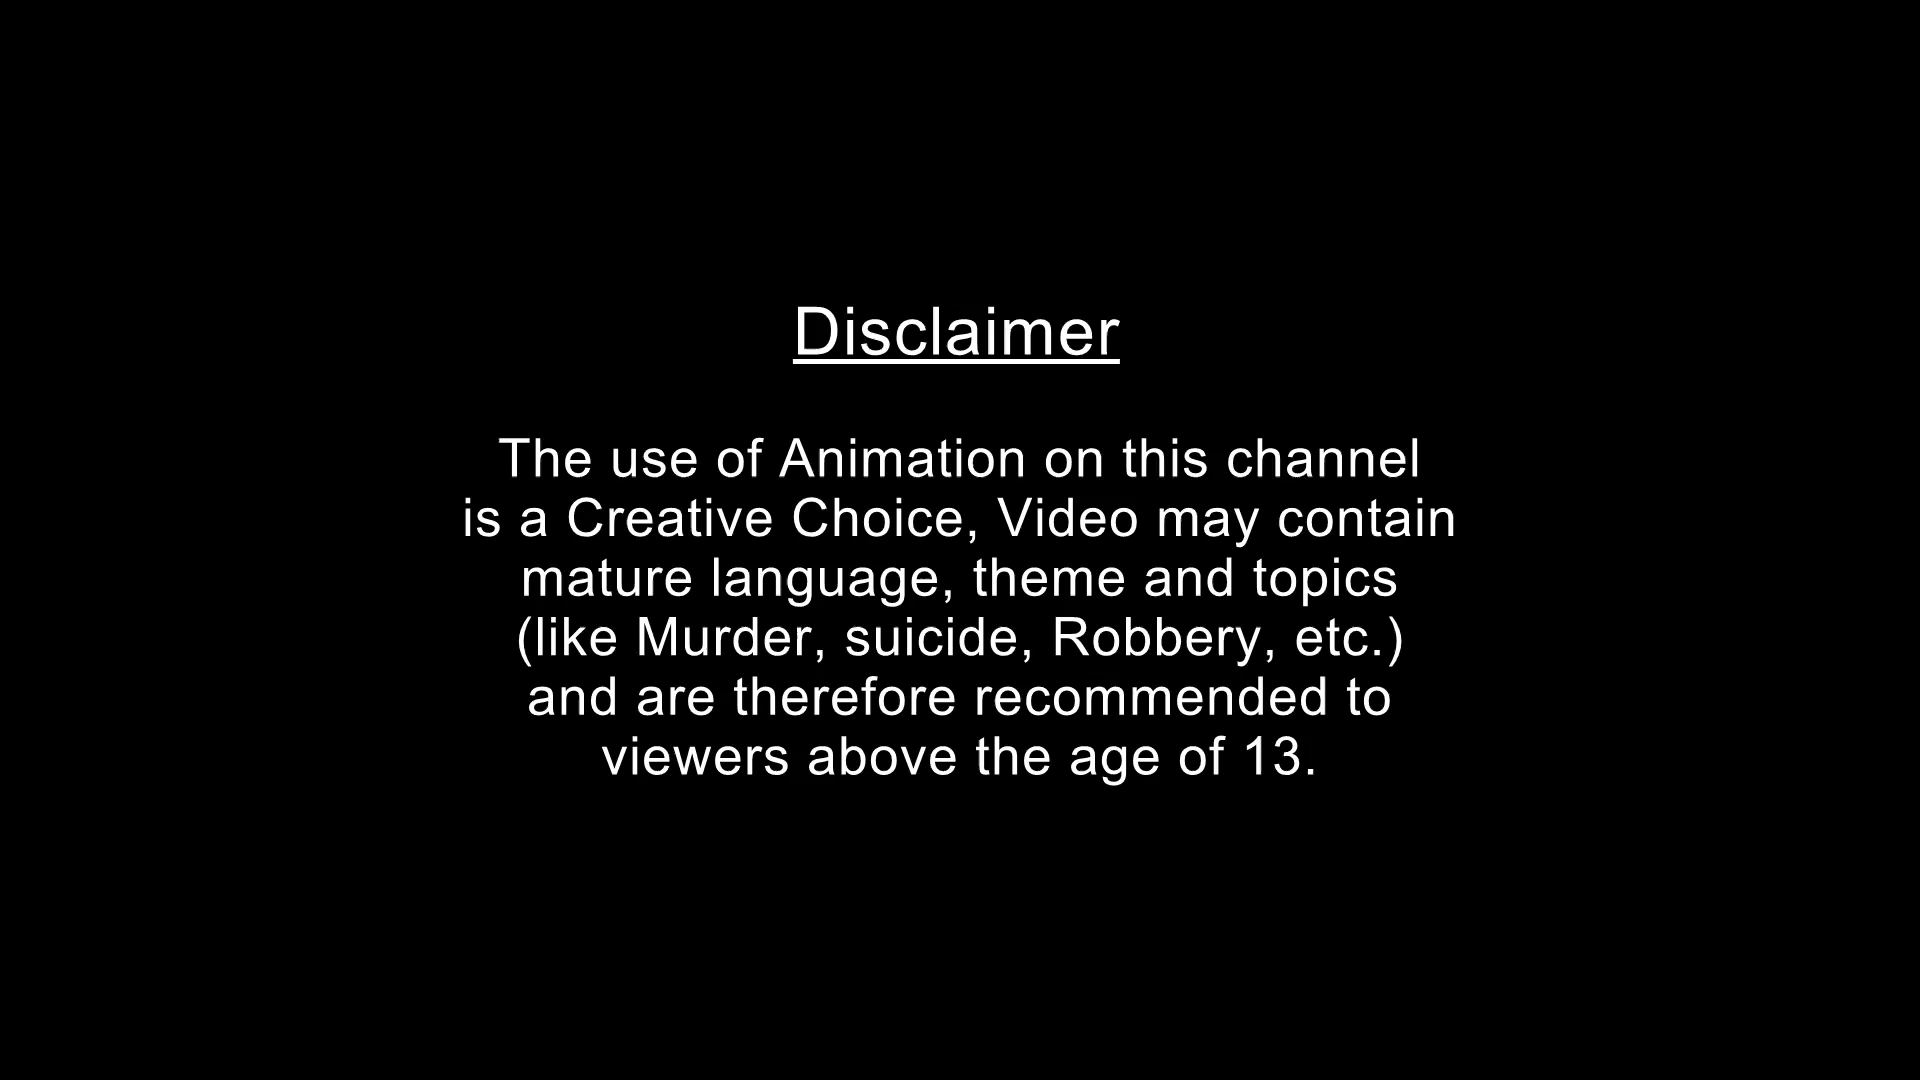 Disclaimer
The use of Animation on this channel
is a Creative Choice, Video may contain
mature language, theme and topics
(like Murder, suicide, Robbery, etc.)
and are therefore recommended to
viewers above the age of 13.